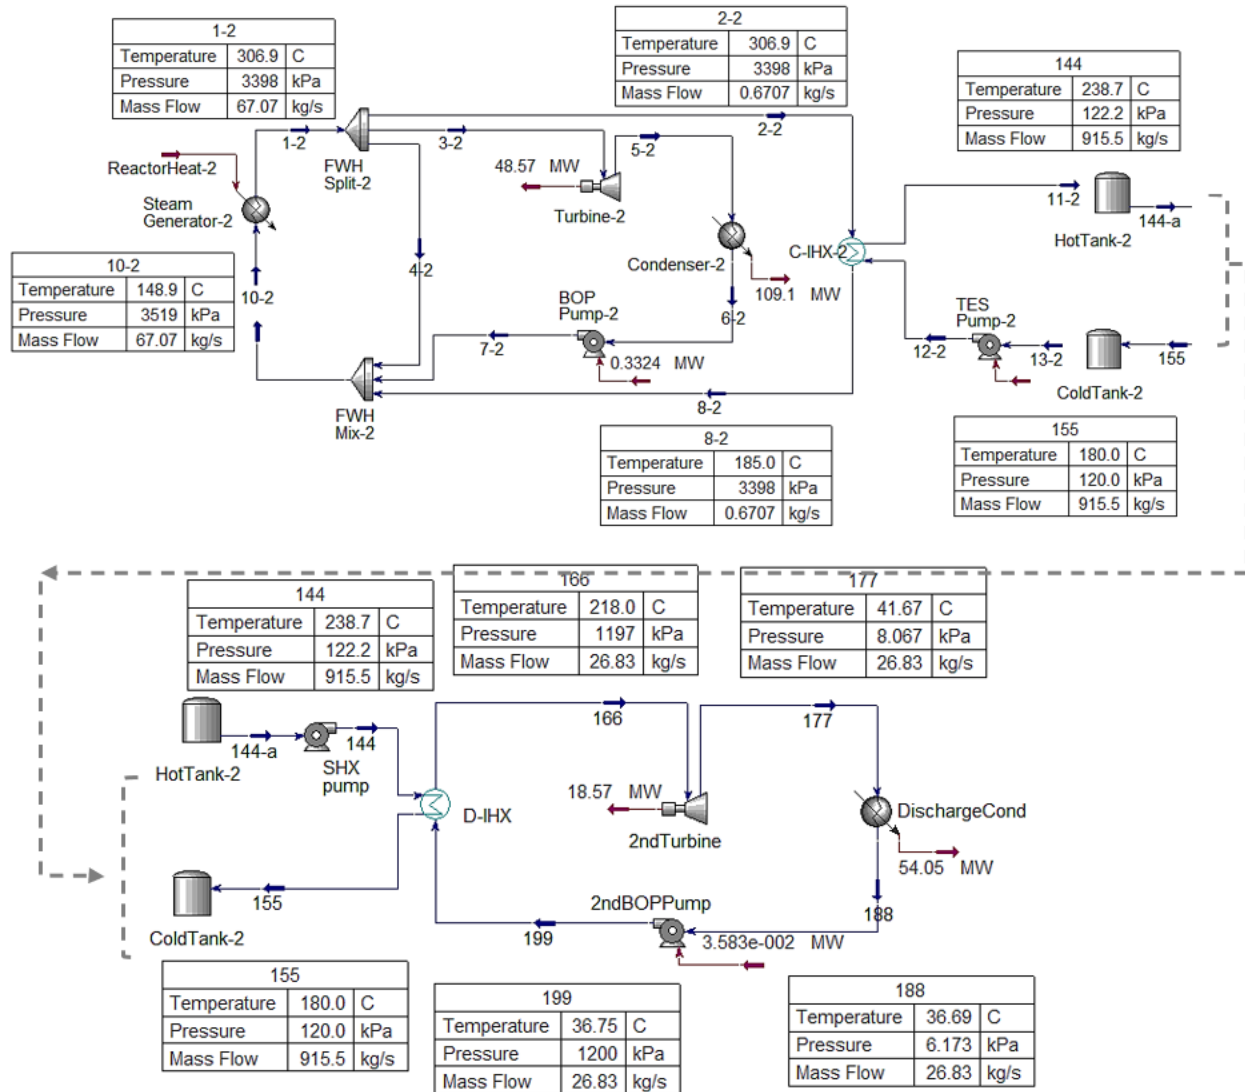 1-2
Temperature 306.9 C
Pressure 3398 kPa
Mass Flow 67.07 kg/s
2-2
Temperature 306.9 C
Pressure 3398 kPa
Mass Flow 0.6707 kg/s
144
Temperature 238.7 C
Pressure 122.2 kPa
Mass Flow 915.5 kg/s
ReactorHeat-2
Steam
Generator-2
1-2
FWH
Split-2
3-2
2-2
5-2
48.57 MW
Turbine-2
Condenser-2
109.1 MW
C-IHX-2
11-2
HotTank-2
144-a
10-2
Temperature 148.9 C
Pressure 3519 kPa
Mass Flow 67.07 kg/s
10-2
4-2
6-2
BOP
Pump-2
7-2
0.3324 MW
TES
Pump-2
12-2
13-2
155
ColdTank-2
FWH
Mix-2
8-2
8-2
Temperature 185.0 C
Pressure 3398 kPa
Mass Flow 0.6707 kg/s
155
Temperature 180.0 C
Pressure 120.0 kPa
Mass Flow 915.5 kg/s
144
Temperature 238.7 C
Pressure 122.2 kPa
Mass Flow 915.5 kg/s
166
Temperature 218.0 C
Pressure 1197 kPa
Mass Flow 26.83 kg/s
177
Temperature 41.67 C
Pressure 8.067 kPa
Mass Flow 26.83 kg/s
HotTank-2
144-a
SHX
pump
144
D-IHX
166
177
18.57 MW
2ndTurbine
DischargeCond
54.05 MW
155
ColdTank-2
199
2ndBOPPump
3.583e-002 MW
188
155
Temperature 180.0 C
Pressure 120.0 kPa
Mass Flow 915.5 kg/s
199
Temperature 36.75 C
Pressure 1200 kPa
Mass Flow 26.83 kg/s
188
Temperature 36.69 C
Pressure 6.173 kPa
Mass Flow 26.83 kg/s